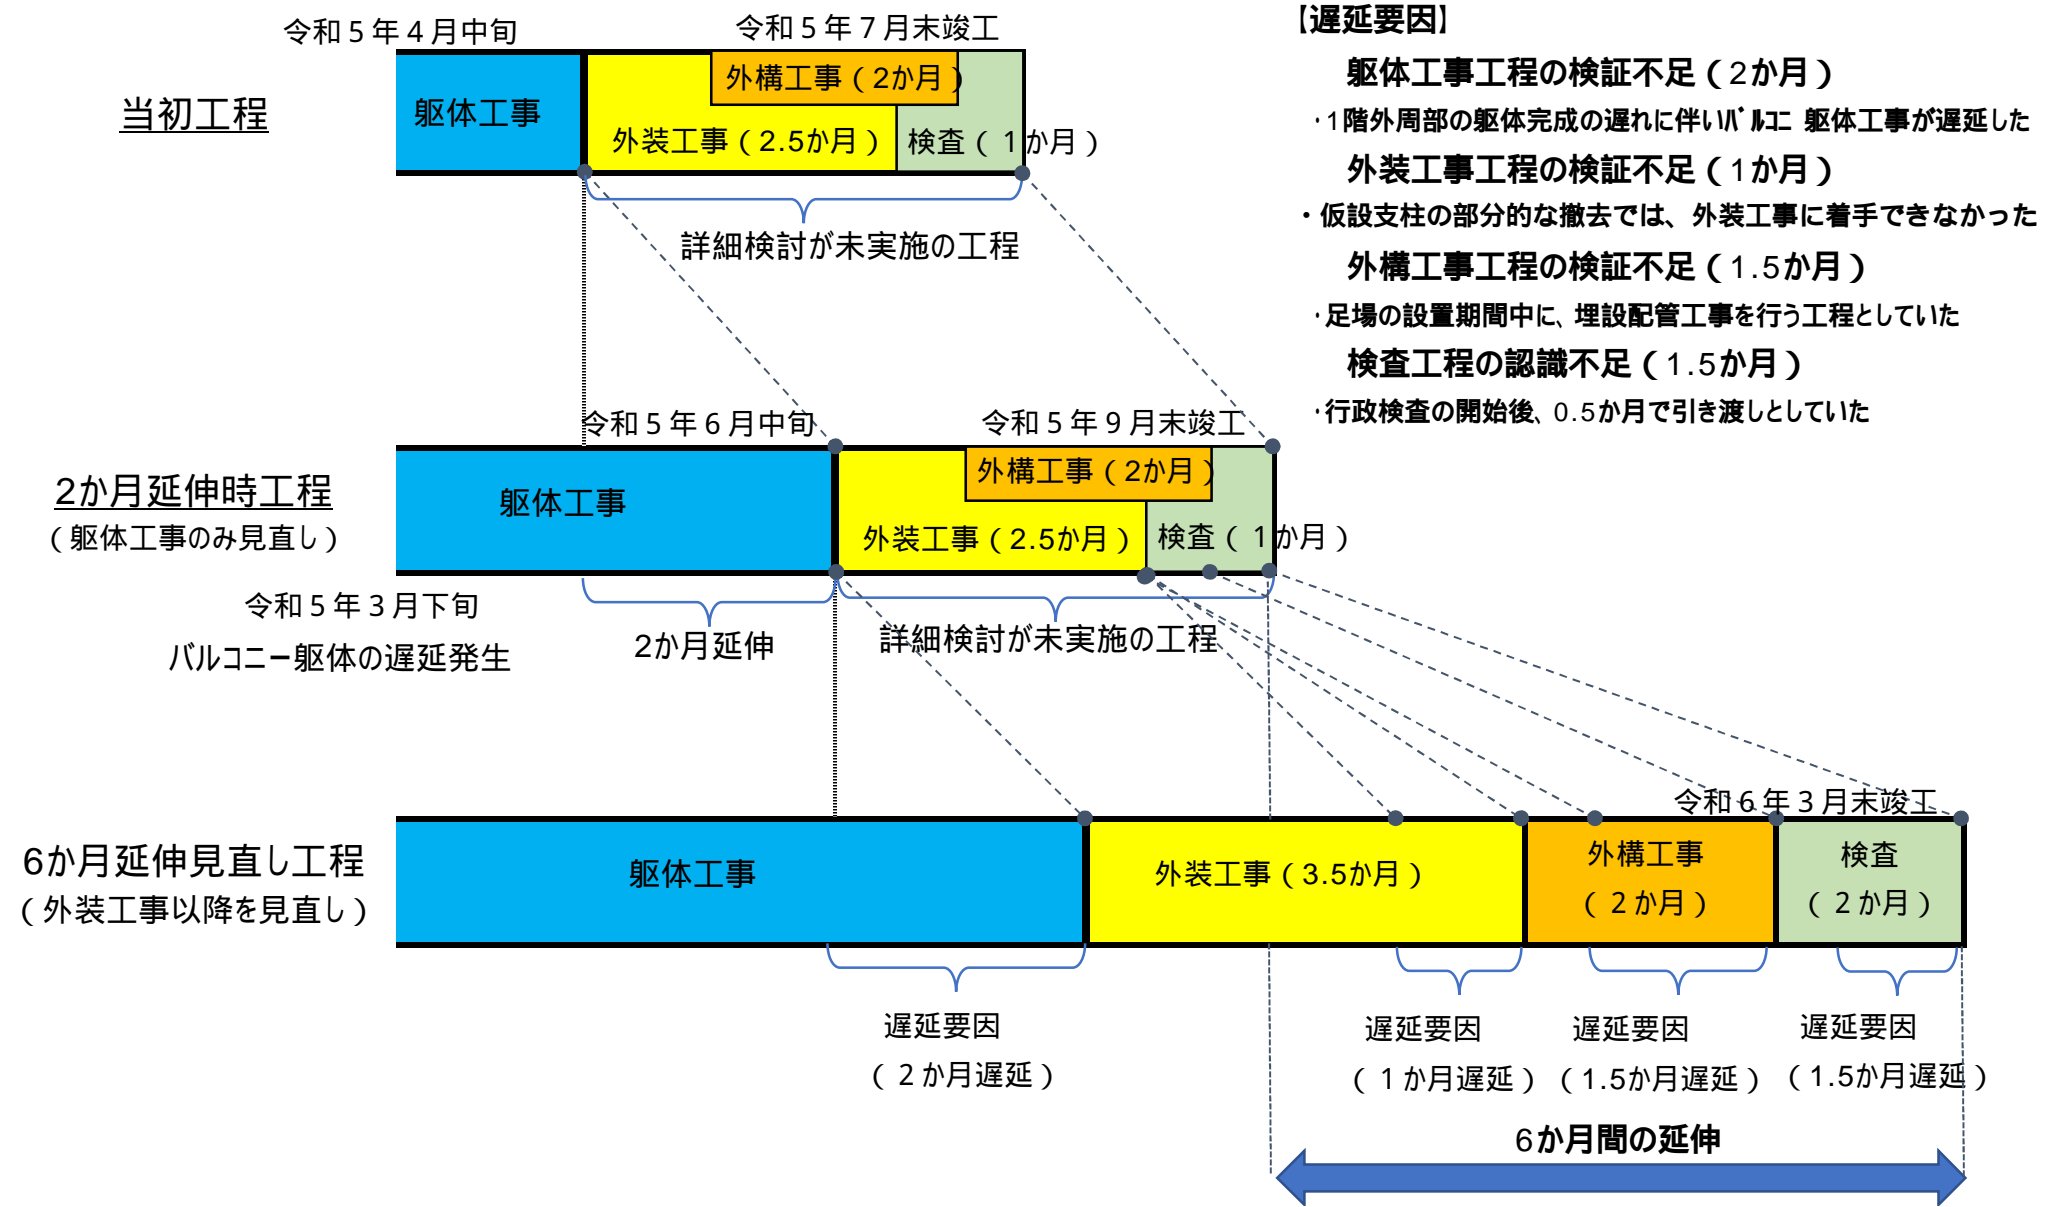 令和５年４月中旬
令和５年７月末竣工
当初工程
躯体工事
外構工事（2か月）
外装工事（2.5か月）
検査（１か月）
詳細検討が未実施の工程
【遅延要因】
躯体工事工程の検証不足（2か月）
・1階外周部の躯体完成の遅れに伴いﾊﾞﾙｺﾆ 躯体工事が遅延した
外装工事工程の検証不足（1か月）
・仮設支柱の部分的な撤去では、外装工事に着手できなかった
外構工事工程の検証不足（1.5か月）
・足場の設置期間中に、埋設配管工事を行う工程としていた
検査工程の認識不足（1.5か月）
・行政検査の開始後、0.5か月で引き渡しとしていた
令和５年６月中旬
令和５年９月末竣工
2か月延伸時工程
（躯体工事のみ見直し）
躯体工事
外構工事（2か月）
外装工事（2.5か月）
検査（１か月）
令和５年３月下旬
バルコニー躯体の遅延発生
2か月延伸
詳細検討が未実施の工程
令和６年３月末竣工
6か月延伸見直し工程
（外装工事以降を見直し）
躯体工事
外装工事（3.5か月）
外構工事
（２か月）
検査
（２か月）
遅延要因
（２か月遅延）
遅延要因
（１か月遅延）
遅延要因
（1.5か月遅延）
遅延要因
（1.5か月遅延）
6か月間の延伸